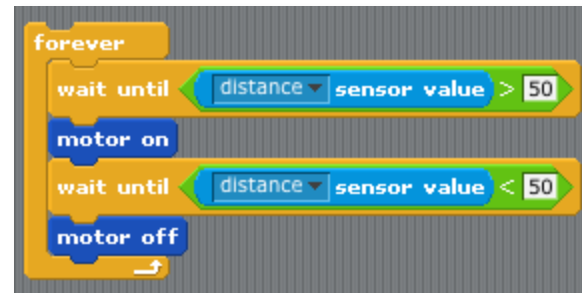 forever
wait until distance sensor value > 50
motor on
wait until distance sensor value < 50
motor off